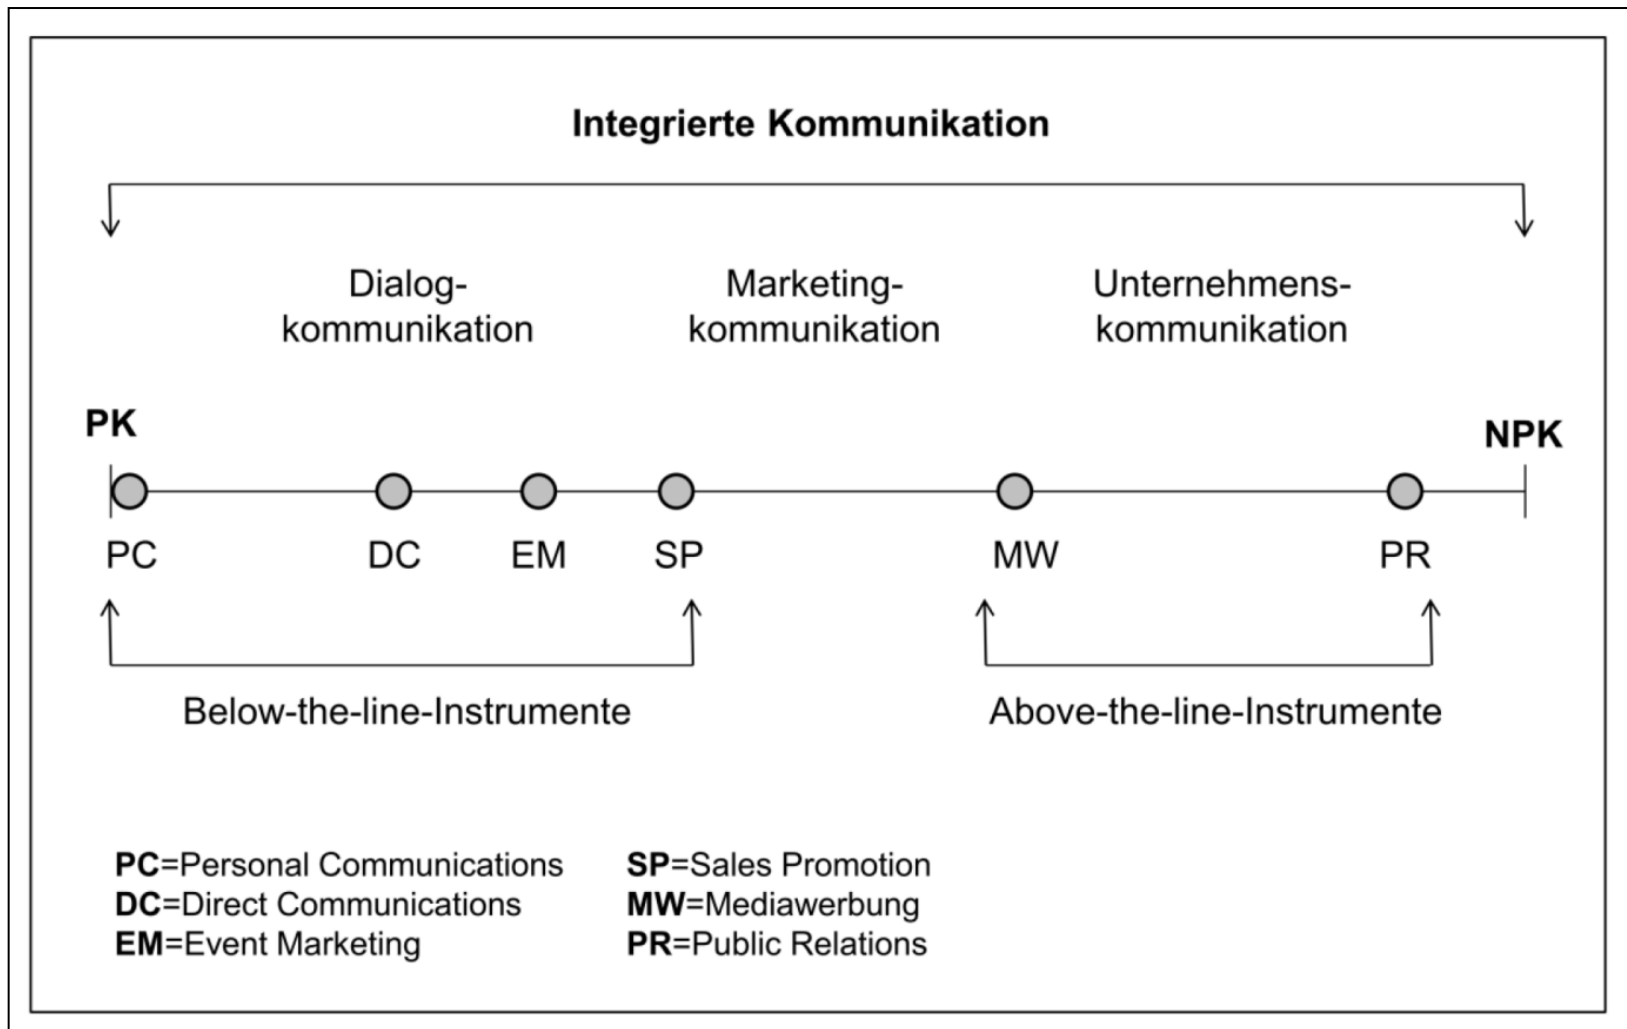 Integrierte Kommunikation
Dialog-
kommunikation
Marketing-
kommunikation
Unternehmens-
kommunikation
PK
NPK
PC
DC
EM
SP
MW
PR
Below-the-line-Instrumente
Above-the-line-Instrumente
PC=Personal Communications
DC=Direct Communications
EM=Event Marketing
SP=Sales Promotion
MW=Mediawerbung
PR=Public Relations